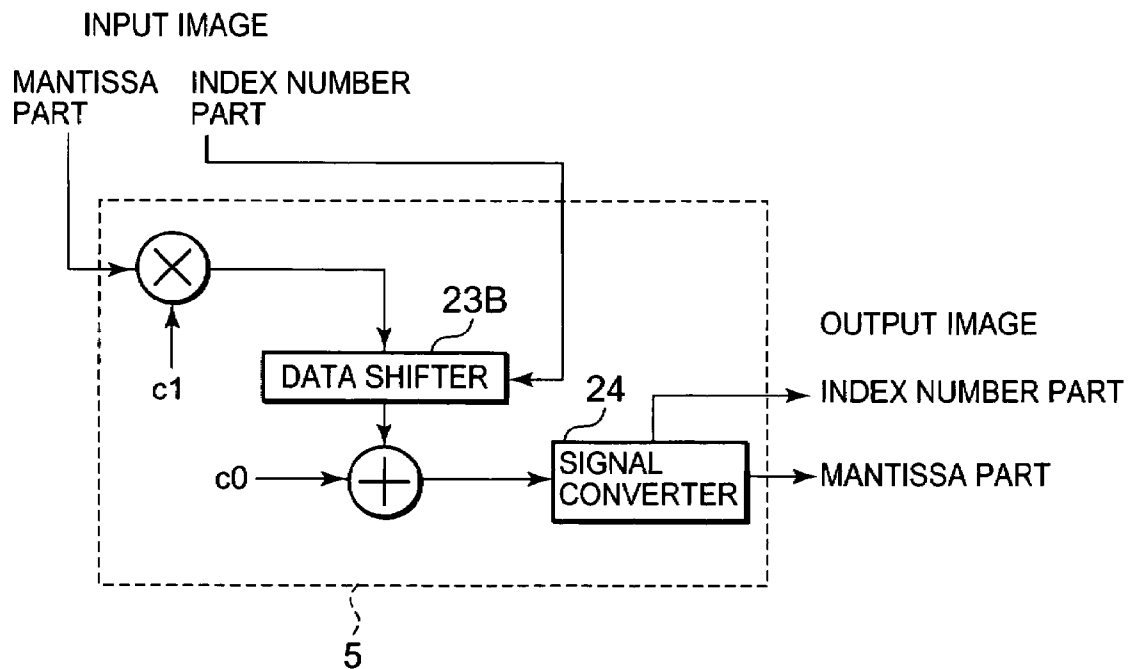 INPUT IMAGE
MANTISSA
PART
INDEX NUMBER
PART
23B
DATA SHIFTER
c1
OUTPUT IMAGE
INDEX NUMBER PART
24
SIGNAL
CONVERTER
MANTISSA PART
c0
5